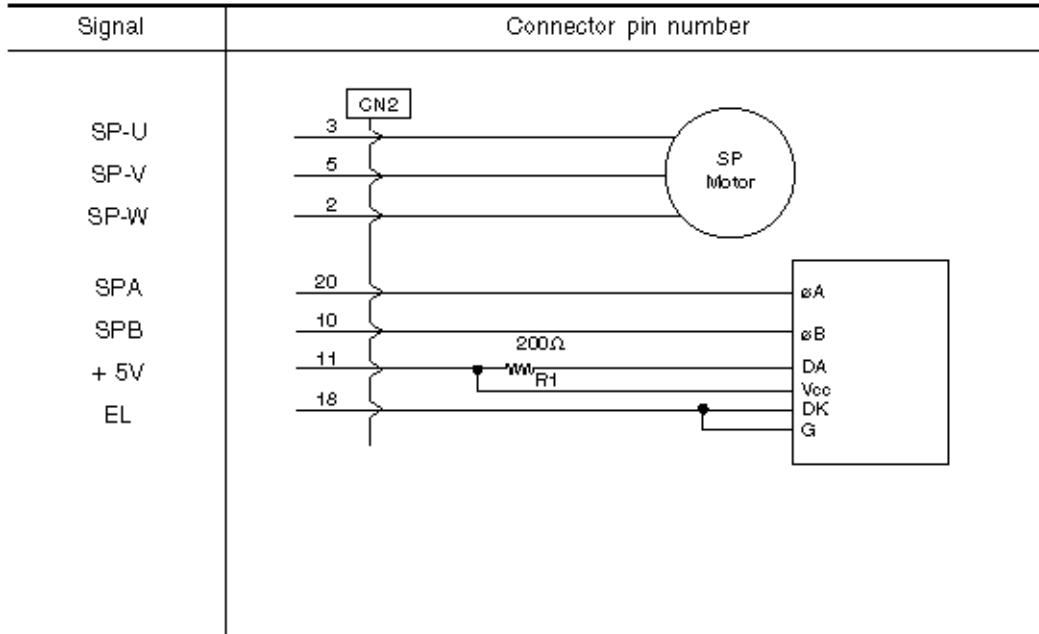 Signal Connector pin number
CN2
SP-U 3
SP-V 5
SP-W 2
SP
Motor
SPA 20 øA
SPB 10 øB
200Ω
+ 5V 11 DA
R1
Vcc
EL 18 DK
G